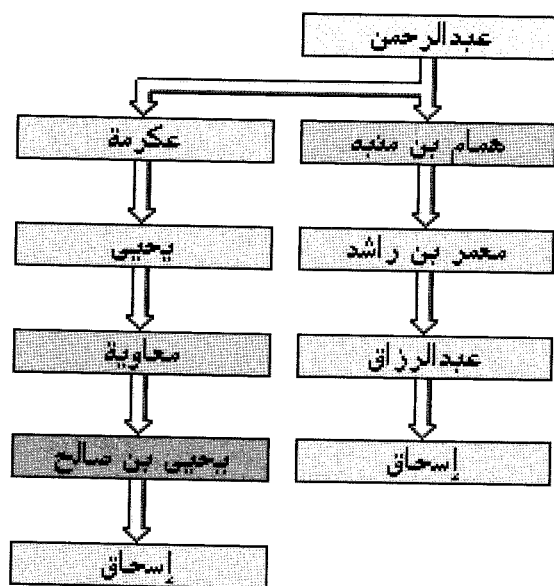 عبدالرحمن
همام بن منبه
عكرمة
معمر بن راشد
يحيى
عبدالرزاق
معاوية
إسحاق
يحيى بن صالح
إسحاق